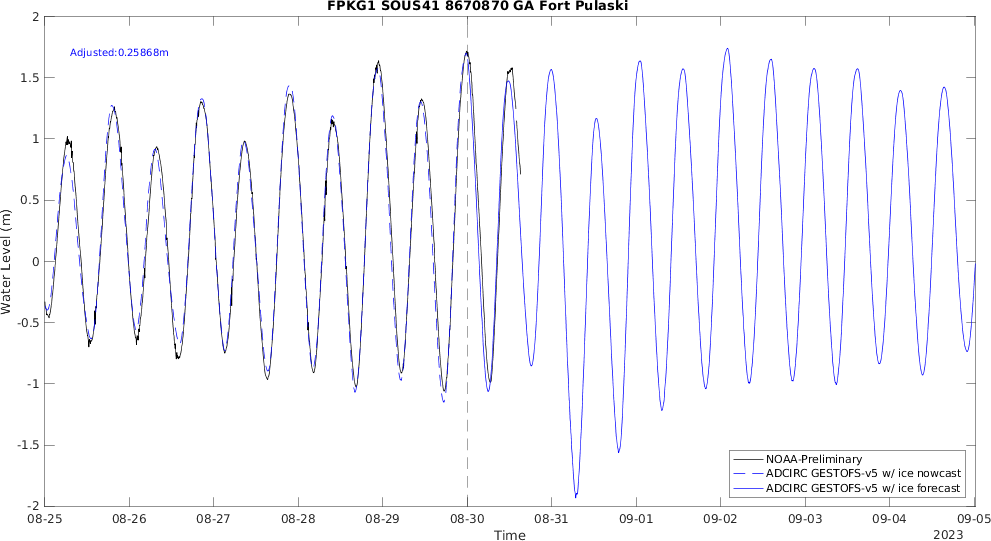 FPKG1 SOUS41 8670870 GA Fort Pulaski
Adjusted:0.25868m
2
1.5
1
0.5
0
-0.5
-1
-1.5
-2
Water Level (m)
NOAA-Preliminary
ADCIRC GESTOFS-v5 w/ ice nowcast
ADCIRC GESTOFS-v5 w/ ice forecast
08-25 08-26 08-27 08-28 08-29 08-30 08-31 09-01 09-02 09-03 09-04 09-05
Time
2023